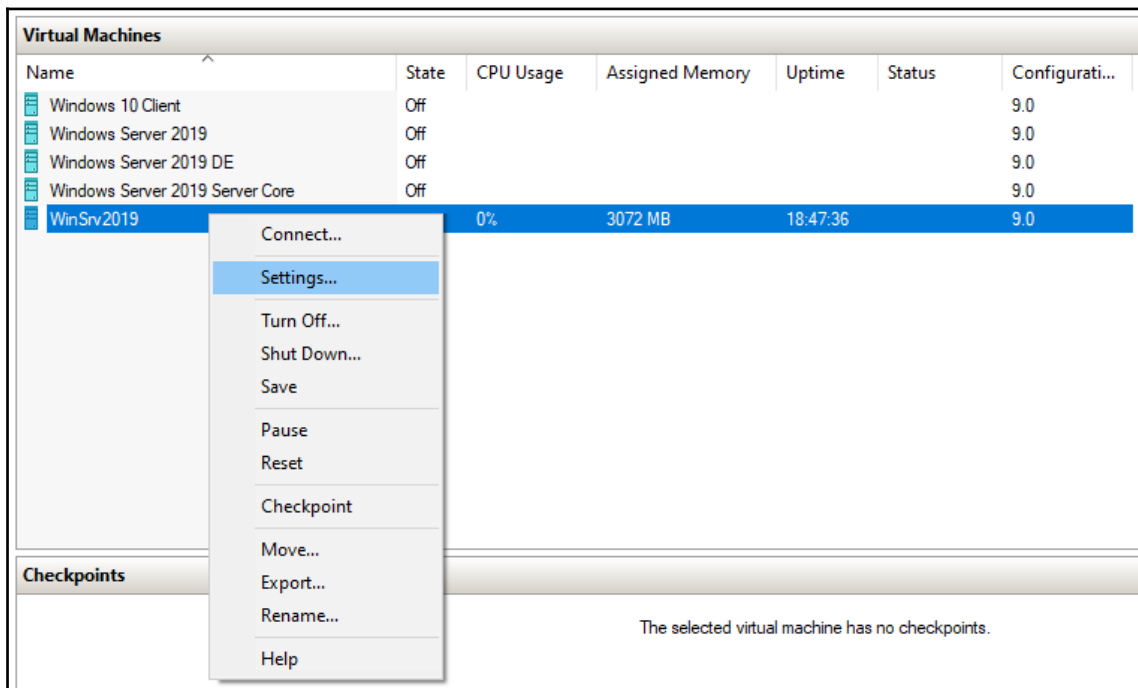 Virtual Machines
Name State CPU Usage Assigned Memory Uptime Status Configurati...
Windows 10 Client Off 9.0
Windows Server 2019 Off 9.0
Windows Server 2019 DE Off 9.0
Windows Server 2019 Server Core Off 9.0
WinSrv2019 0% 3072 MB 18:47:36 9.0
Connect...
Settings...
Turn Off...
Shut Down...
Save
Pause
Reset
Checkpoint
Move...
Export...
Rename...
Help
Checkpoints
The selected virtual machine has no checkpoints.